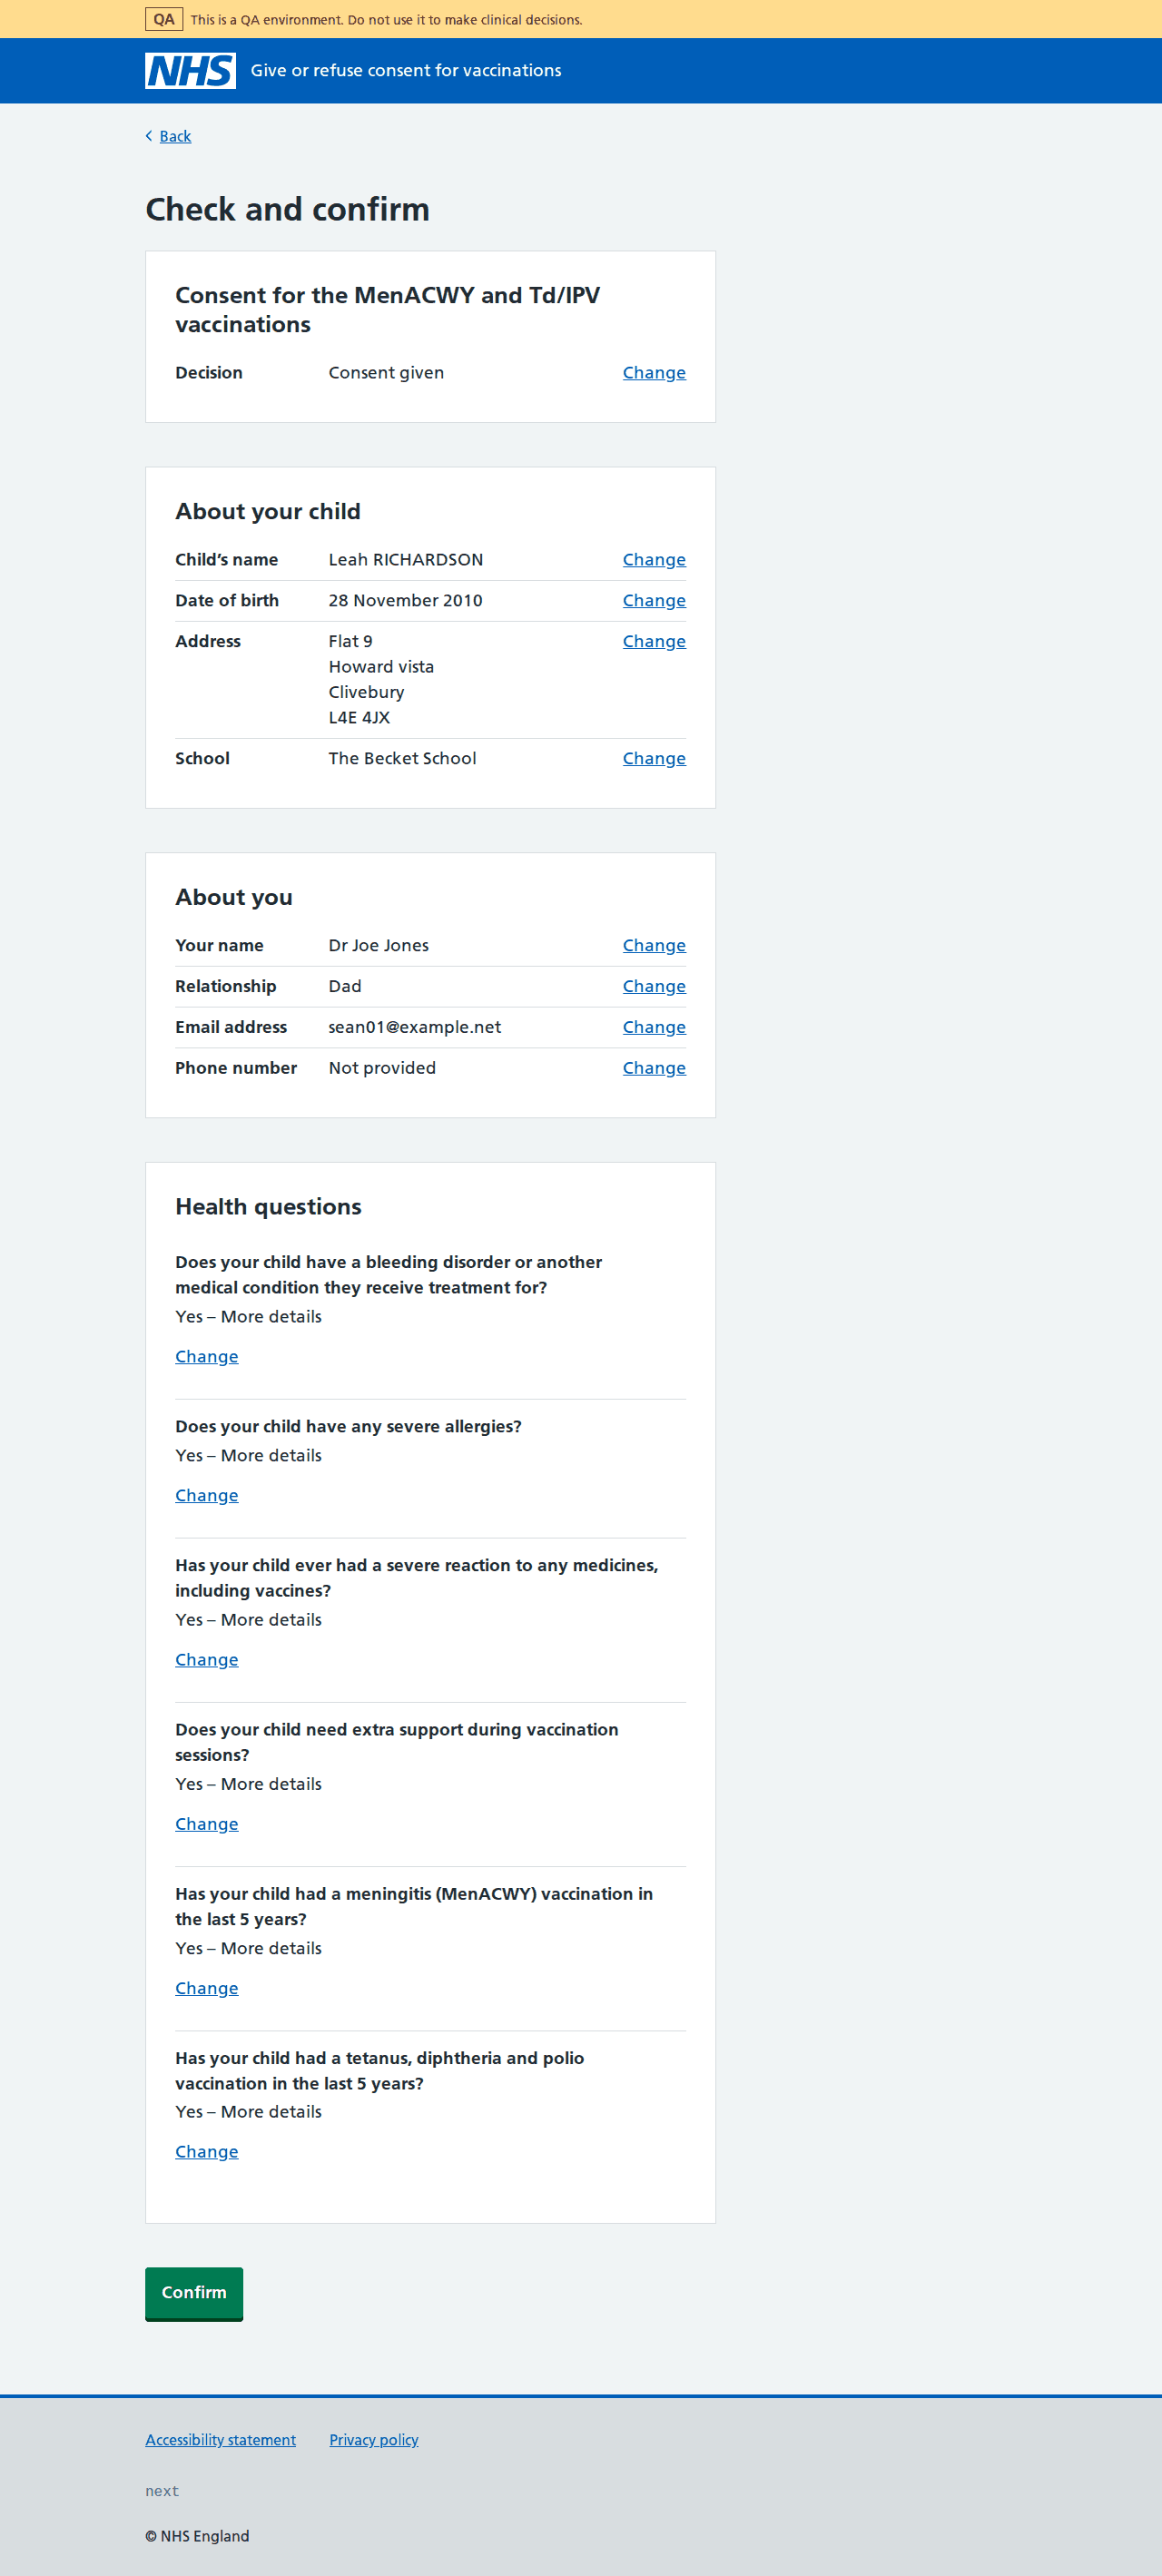 QA This is a QA environment. Do not use it to make clinical decisions.
NHS Give or refuse consent for vaccinations
Back
Check and confirm
Consent for the MenACWY and Td/IPV
vaccinations
Decision Consent given Change
About your child
Child’s name Leah RICHARDSON Change
Date of birth 28 November 2010 Change
Address Flat 9 Change
Howard vista
Clivebury
L4E 4JX
School The Becket School Change
About you
Your name Dr Joe Jones Change
Relationship Dad Change
Email address sean01@example.net Change
Phone number Not provided Change
Health questions
Does your child have a bleeding disorder or another
medical condition they receive treatment for?
Yes – More details
Change
Does your child have any severe allergies?
Yes – More details
Change
Has your child ever had a severe reaction to any medicines,
including vaccines?
Yes – More details
Change
Does your child need extra support during vaccination
sessions?
Yes – More details
Change
Has your child had a meningitis (MenACWY) vaccination in
the last 5 years?
Yes – More details
Change
Has your child had a tetanus, diphtheria and polio
vaccination in the last 5 years?
Yes – More details
Change
Confirm
Accessibility statement Privacy policy
next
© NHS England